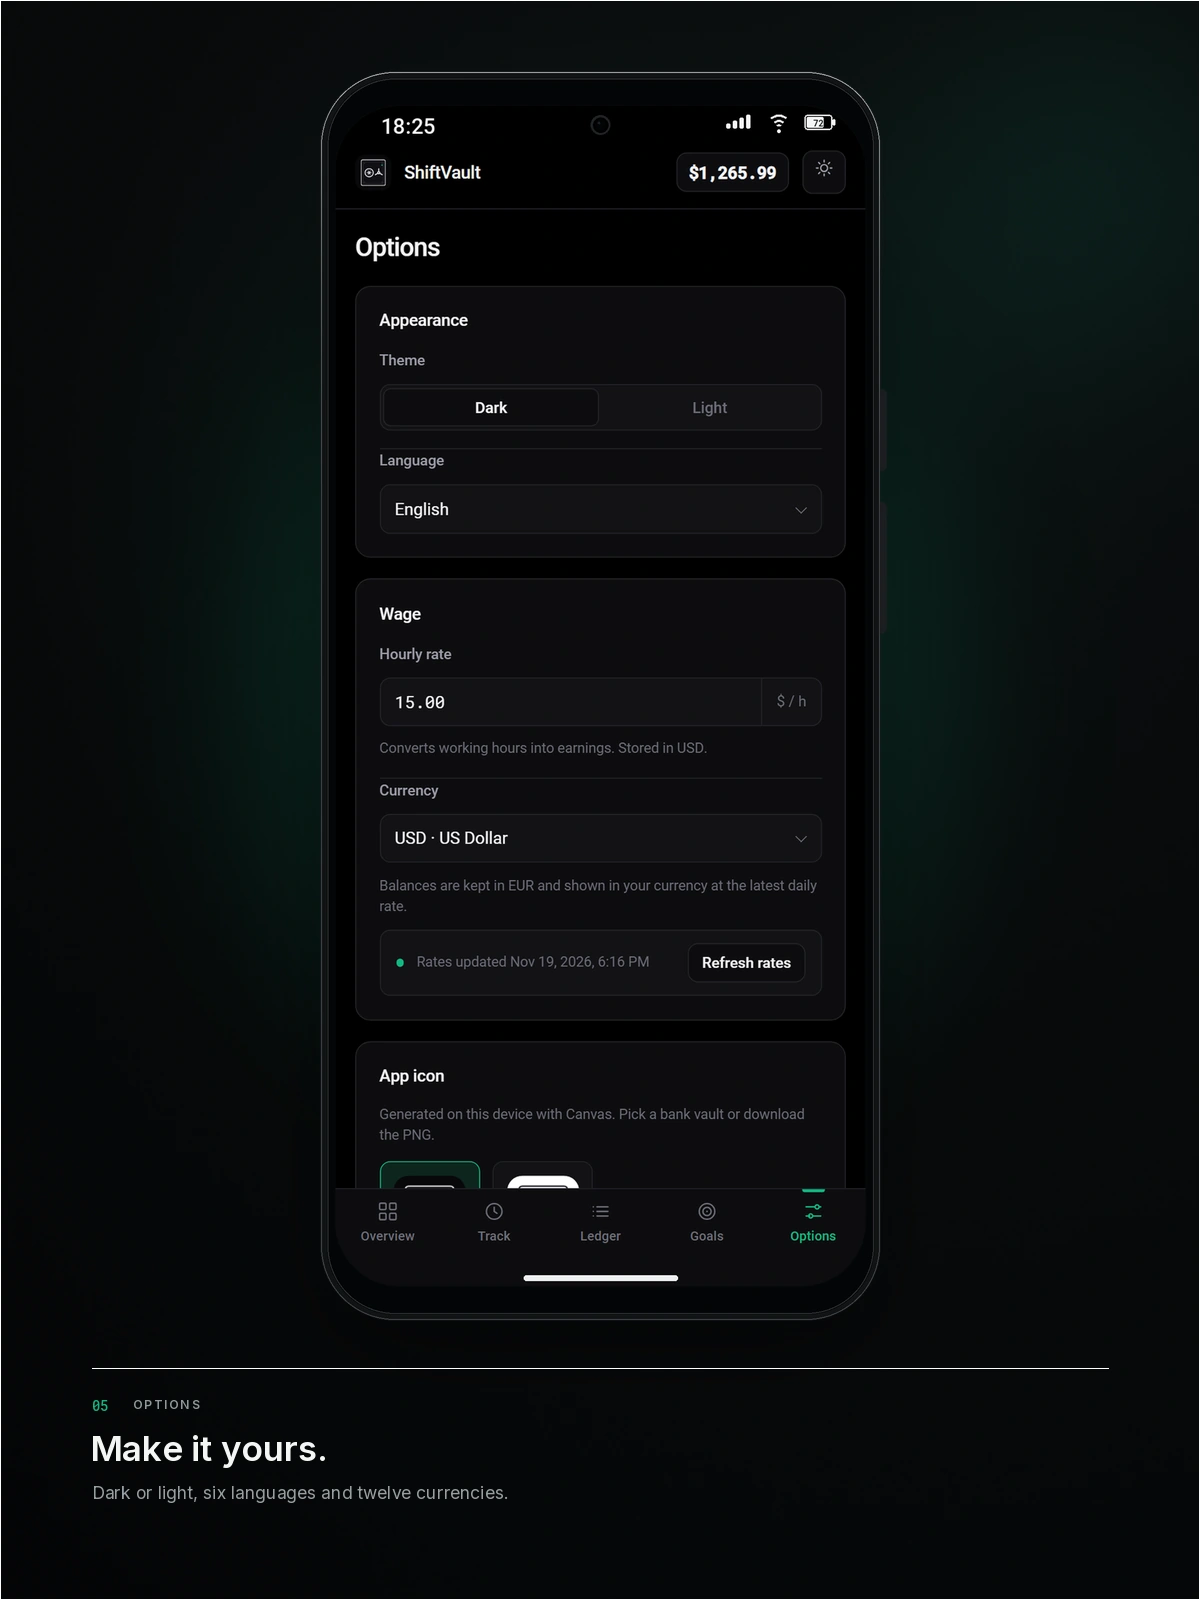 18:25
72
ShiftVault
$1,265.99
Options
Appearance
Theme
Dark
Light
Language
English
Wage
Hourly rate
15.00
$ / h
Converts working hours into earnings. Stored in USD.
Currency
USD · US Dollar
Balances are kept in EUR and shown in your currency at the latest daily
rate.
Rates updated Nov 19, 2026, 6:16 PM
Refresh rates
App icon
Generated on this device with Canvas. Pick a bank vault or download
the PNG.
Overview
Track
Ledger
Goals
Options
05 OPTIONS
Make it yours.
Dark or light, six languages and twelve currencies.